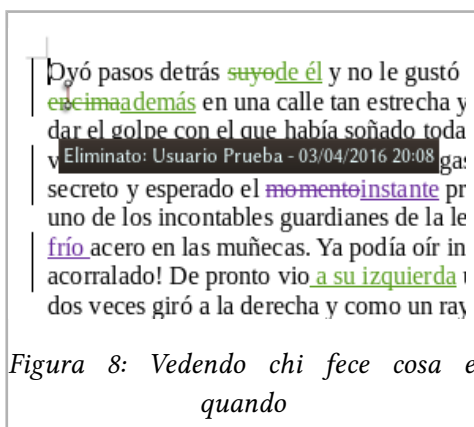 Oyó pasos detrás suyode él y no le gustó
encimaademás en una calle tan estrecha y
dar el golpe con el que había soñado toda
Eliminato: Usuario Prueba - 03/04/2016 20:08
secreto y esperado el momentoinstante pr
uno de los incontables guardianes de la le
frío acero en las muñecas. Ya podía oír in
acorralado! De pronto vio a su izquierda
dos veces giró a la derecha y como un ray
Figura 8: Vedendo chi fece cosa e
quando